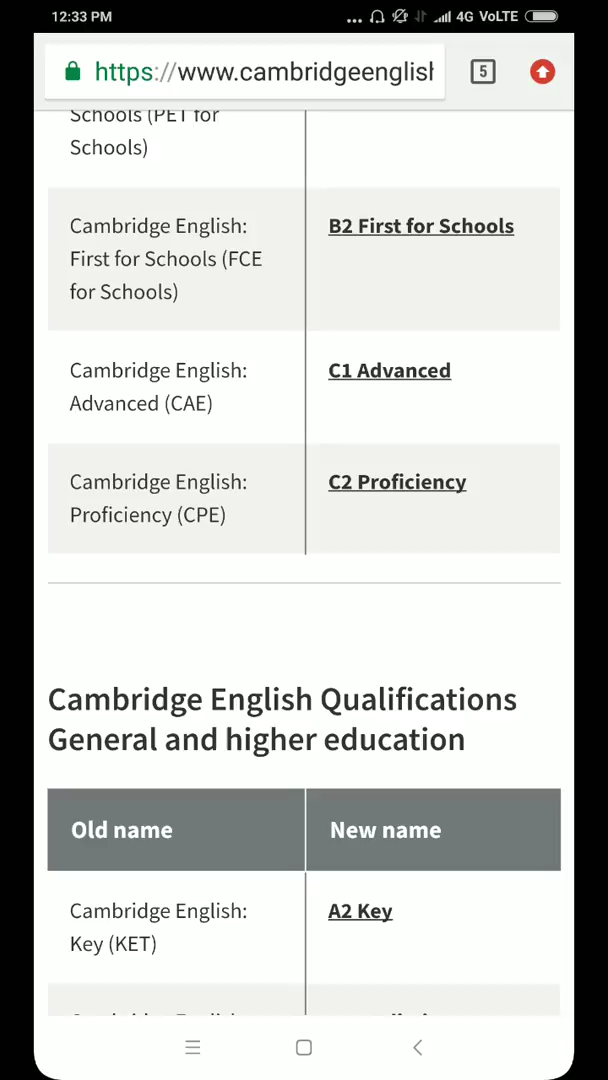 12:33 PM
... 4G VoLTE
https://www.cambridgeenglish
5
Schools (PET for
Schools)
Cambridge English:
First for Schools (FCE
for Schools)
B2 First for Schools
Cambridge English:
Advanced (CAE)
C1 Advanced
Cambridge English:
Proficiency (CPE)
C2 Proficiency
Cambridge English Qualifications
General and higher education
Old name
New name
Cambridge English:
Key (KET)
A2 Key